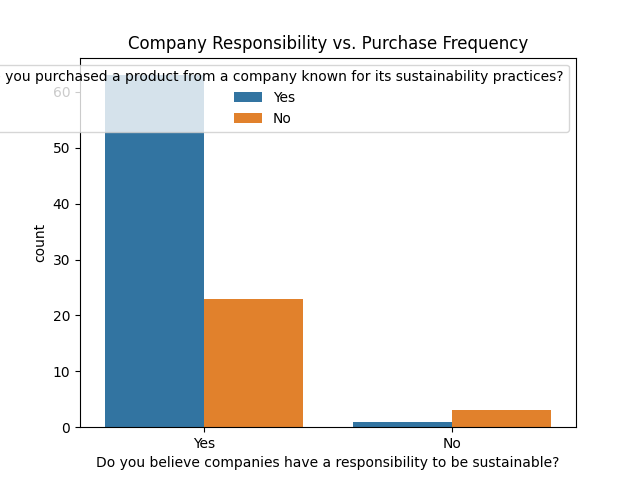 Company Responsibility vs. Purchase Frequency
you purchased a product from a company known for its sustainability practices?
Yes
No
60
50
40
30
20
10
0
count
Yes
No
Do you believe companies have a responsibility to be sustainable?